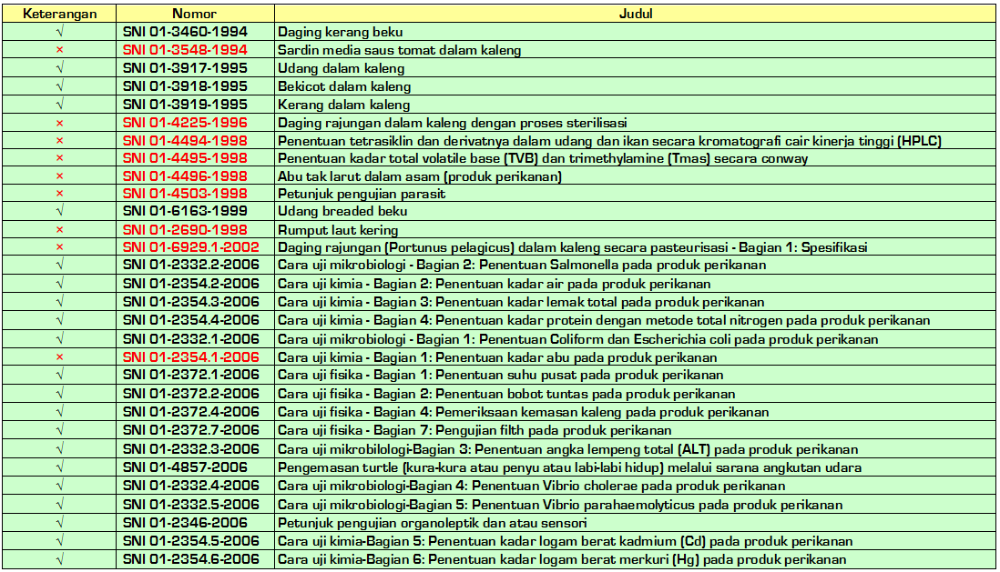 Keterangan Nomor Judul
√ SNI 01-3460-1994 Daging kerang beku
× SNI 01-3548-1994 Sardin media saus tomat dalam kaleng
√ SNI 01-3917-1995 Udang dalam kaleng
√ SNI 01-3918-1995 Bekicot dalam kaleng
√ SNI 01-3919-1995 Kerang dalam kaleng
× SNI 01-4225-1996 Daging rajungan dalam kaleng dengan proses sterilisasi
× SNI 01-4494-1998 Penentuan tetrasiklin dan derivatnya dalam udang dan ikan secara kromatografi cair kinerja tinggi (HPLC)
× SNI 01-4495-1998 Penentuan kadar total volatile base (TVB) dan trimethylamine (Tmas) secara conway
× SNI 01-4496-1998 Abu tak larut dalam asam (produk perikanan)
× SNI 01-4503-1998 Petunjuk pengujian parasit
√ SNI 01-6163-1999 Udang breaded beku
× SNI 01-2690-1998 Rumput laut kering
× SNI 01-6929.1-2002 Daging rajungan (Portunus pelagicus) dalam kaleng secara pasteurisasi - Bagian 1: Spesifikasi
√ SNI 01-2332.2-2006 Cara uji mikrobiologi - Bagian 2: Penentuan Salmonella pada produk perikanan
√ SNI 01-2354.2-2006 Cara uji kimia - Bagian 2: Penentuan kadar air pada produk perikanan
√ SNI 01-2354.3-2006 Cara uji kimia - Bagian 3: Penentuan kadar lemak total pada produk perikanan
√ SNI 01-2354.4-2006 Cara uji kimia - Bagian 4: Penentuan kadar protein dengan metode total nitrogen pada produk perikanan
√ SNI 01-2332.1-2006 Cara uji mikrobiologi - Bagian 1: Penentuan Coliform dan Escherichia coli pada produk perikanan
× SNI 01-2354.1-2006 Cara uji kimia - Bagian 1: Penentuan kadar abu pada produk perikanan
√ SNI 01-2372.1-2006 Cara uji fisika - Bagian 1: Penentuan suhu pusat pada produk perikanan
√ SNI 01-2372.2-2006 Cara uji fisika - Bagian 2: Penentuan bobot tuntas pada produk perikanan
√ SNI 01-2372.4-2006 Cara uji fisika - Bagian 4: Pemeriksaan kemasan kaleng pada produk perikanan
√ SNI 01-2372.7-2006 Cara uji fisika - Bagian 7: Pengujian filth pada produk perikanan
√ SNI 01-2332.3-2006 Cara uji mikrobilologi-Bagian 3: Penentuan angka lempeng total (ALT) pada produk perikanan
√ SNI 01-4857-2006 Pengemasan turtle (kura-kura atau penyu atau labi-labi hidup) melalui sarana angkutan udara
√ SNI 01-2332.4-2006 Cara uji mikrobiologi-Bagian 4: Penentuan Vibrio cholerae pada produk perikanan
√ SNI 01-2332.5-2006 Cara uji mikrobiologi-Bagian 5: Penentuan Vibrio parahaemolyticus pada produk perikanan
√ SNI 01-2346-2006 Petunjuk pengujian organoleptik dan atau sensori
√ SNI 01-2354.5-2006 Cara uji kimia-Bagian 5: Penentuan kadar logam berat kadmium (Cd) pada produk perikanan
√ SNI 01-2354.6-2006 Cara uji kimia-Bagian 6: Penentuan kadar logam berat merkuri (Hg) pada produk perikanan